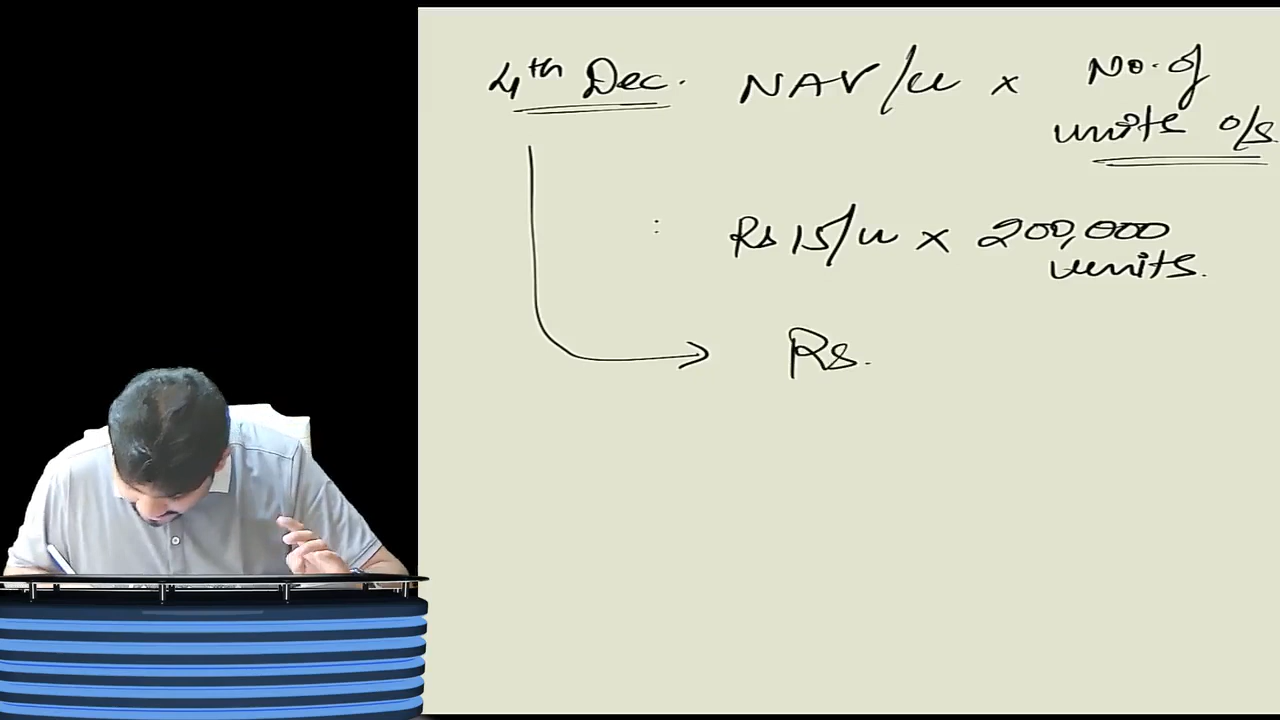 4th Dec. NAV/u x No. of
units o/s.
: Rs 15/u x 200,000
units.
Rs.